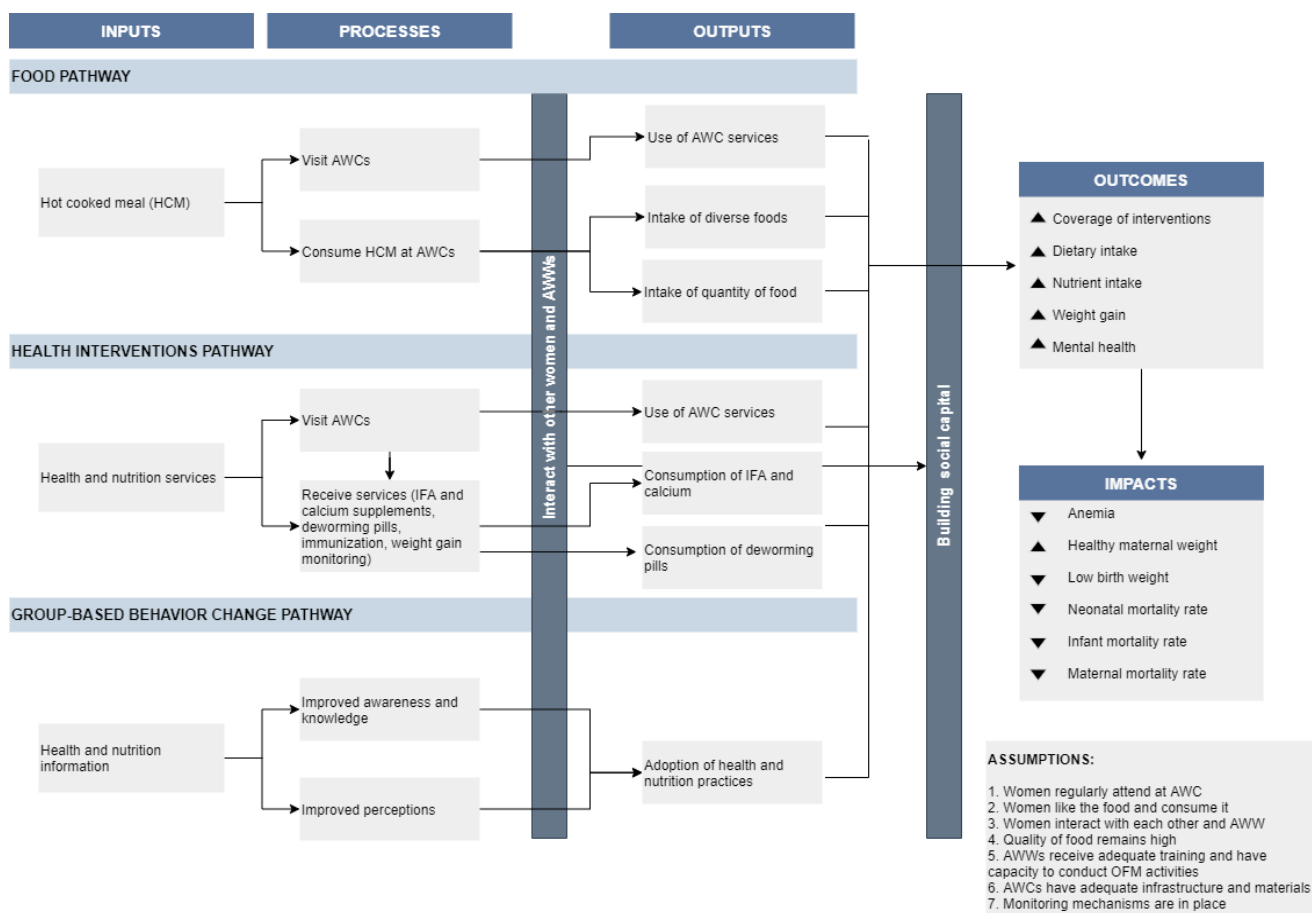 INPUTS
PROCESSES
OUTPUTS
FOOD PATHWAY
Hot cooked meal (HCM)
Visit AWCs
Consume HCM at AWCs
Use of AWC services
Intake of diverse foods
Intake of quantity of food
HEALTH INTERVENTIONS PATHWAY
Health and nutrition services
Visit AWCs
Receive services (IFA and
calcium supplements,
deworming pills,
immunization, weight gain
monitoring)
Use of AWC services
Consumption of IFA and
calcium
Consumption of deworming
pills
GROUP-BASED BEHAVIOR CHANGE PATHWAY
Health and nutrition
information
Improved awareness and
knowledge
Improved perceptions
Adoption of health and
nutrition practices
Interact with other women and AWWs
Building social capital
OUTCOMES
Coverage of interventions
Dietary intake
Nutrient intake
Weight gain
Mental health
IMPACTS
Anemia
Healthy maternal weight
Low birth weight
Neonatal mortality rate
Infant mortality rate
Maternal mortality rate
ASSUMPTIONS:
1. Women regularly attend at AWC
2. Women like the food and consume it
3. Women interact with each other and AWW
4. Quality of food remains high
5. AWWs receive adequate training and have
capacity to conduct OFM activities
6. AWCs have adequate infrastructure and materials
7. Monitoring mechanisms are in place